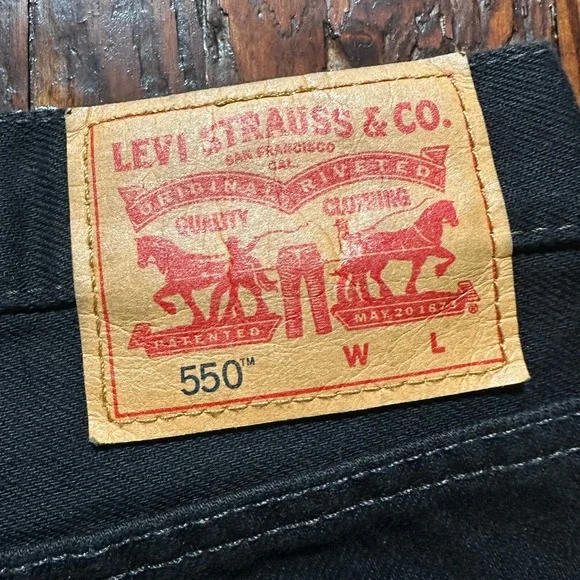 LEVI STRAUSS & CO.
SAN FRANCISCO
CAL
ORIGINAL RIVETED
QUALITY CLOTHING
PATENTED MAY 20 1873 ®
550™ W L